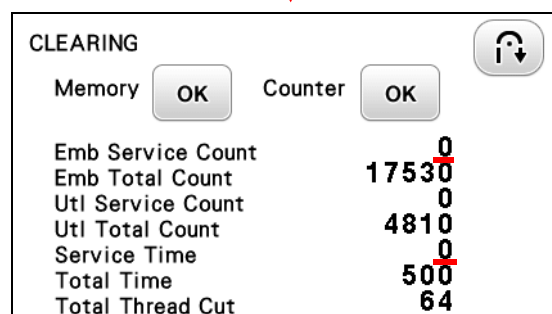 CLEARING
Memory OK Counter OK
Emb Service Count 0
Emb Total Count 17530
Utl Service Count 0
Utl Total Count 4810
Service Time 0
Total Time 500
Total Thread Cut 64